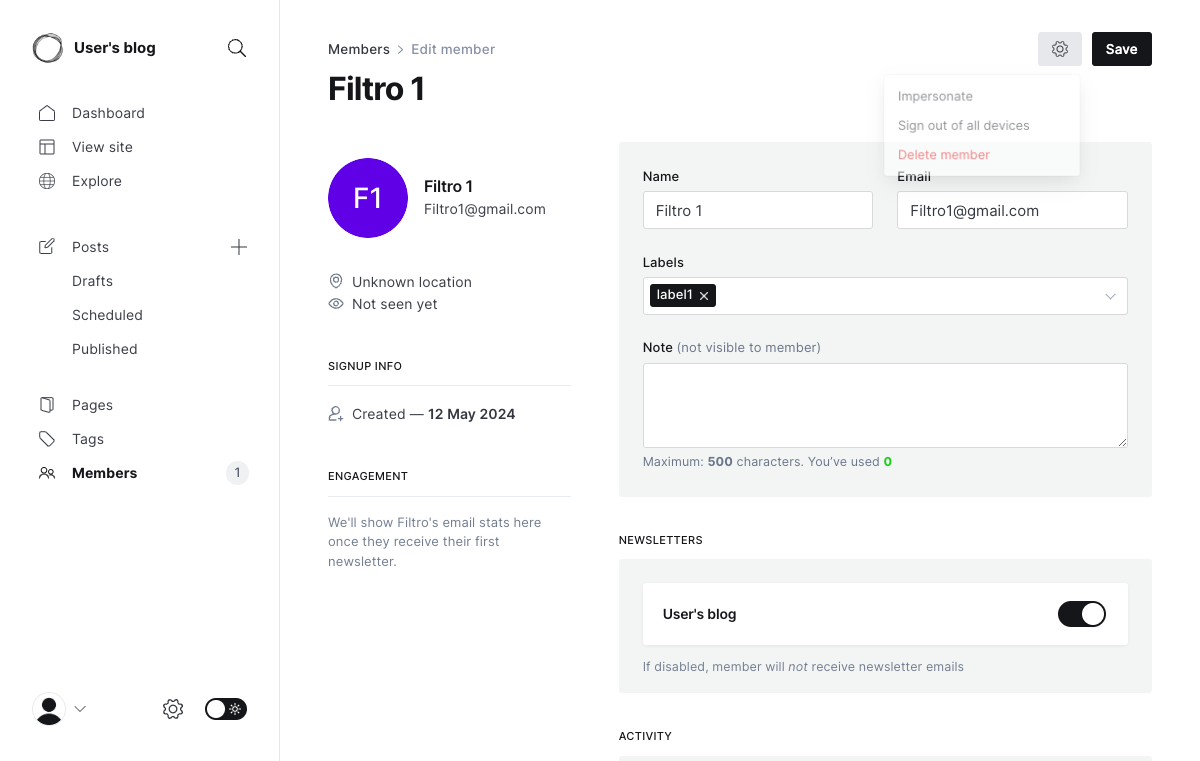 User's blog
Dashboard
View site
Explore
Posts
Drafts
Scheduled
Published
Pages
Tags
Members 1
Members > Edit member
Save
Filtro 1
Impersonate
Sign out of all devices
Delete member
F1
Filtro 1
Filtro1@gmail.com
Unknown location
Not seen yet
SIGNUP INFO
Created — 12 May 2024
ENGAGEMENT
We'll show Filtro's email stats here
once they receive their first
newsletter.
Name
Email
Filtro 1
Filtro1@gmail.com
Labels
label1
Note (not visible to member)
Maximum: 500 characters. You've used 0
NEWSLETTERS
User's blog
If disabled, member will not receive newsletter emails
ACTIVITY